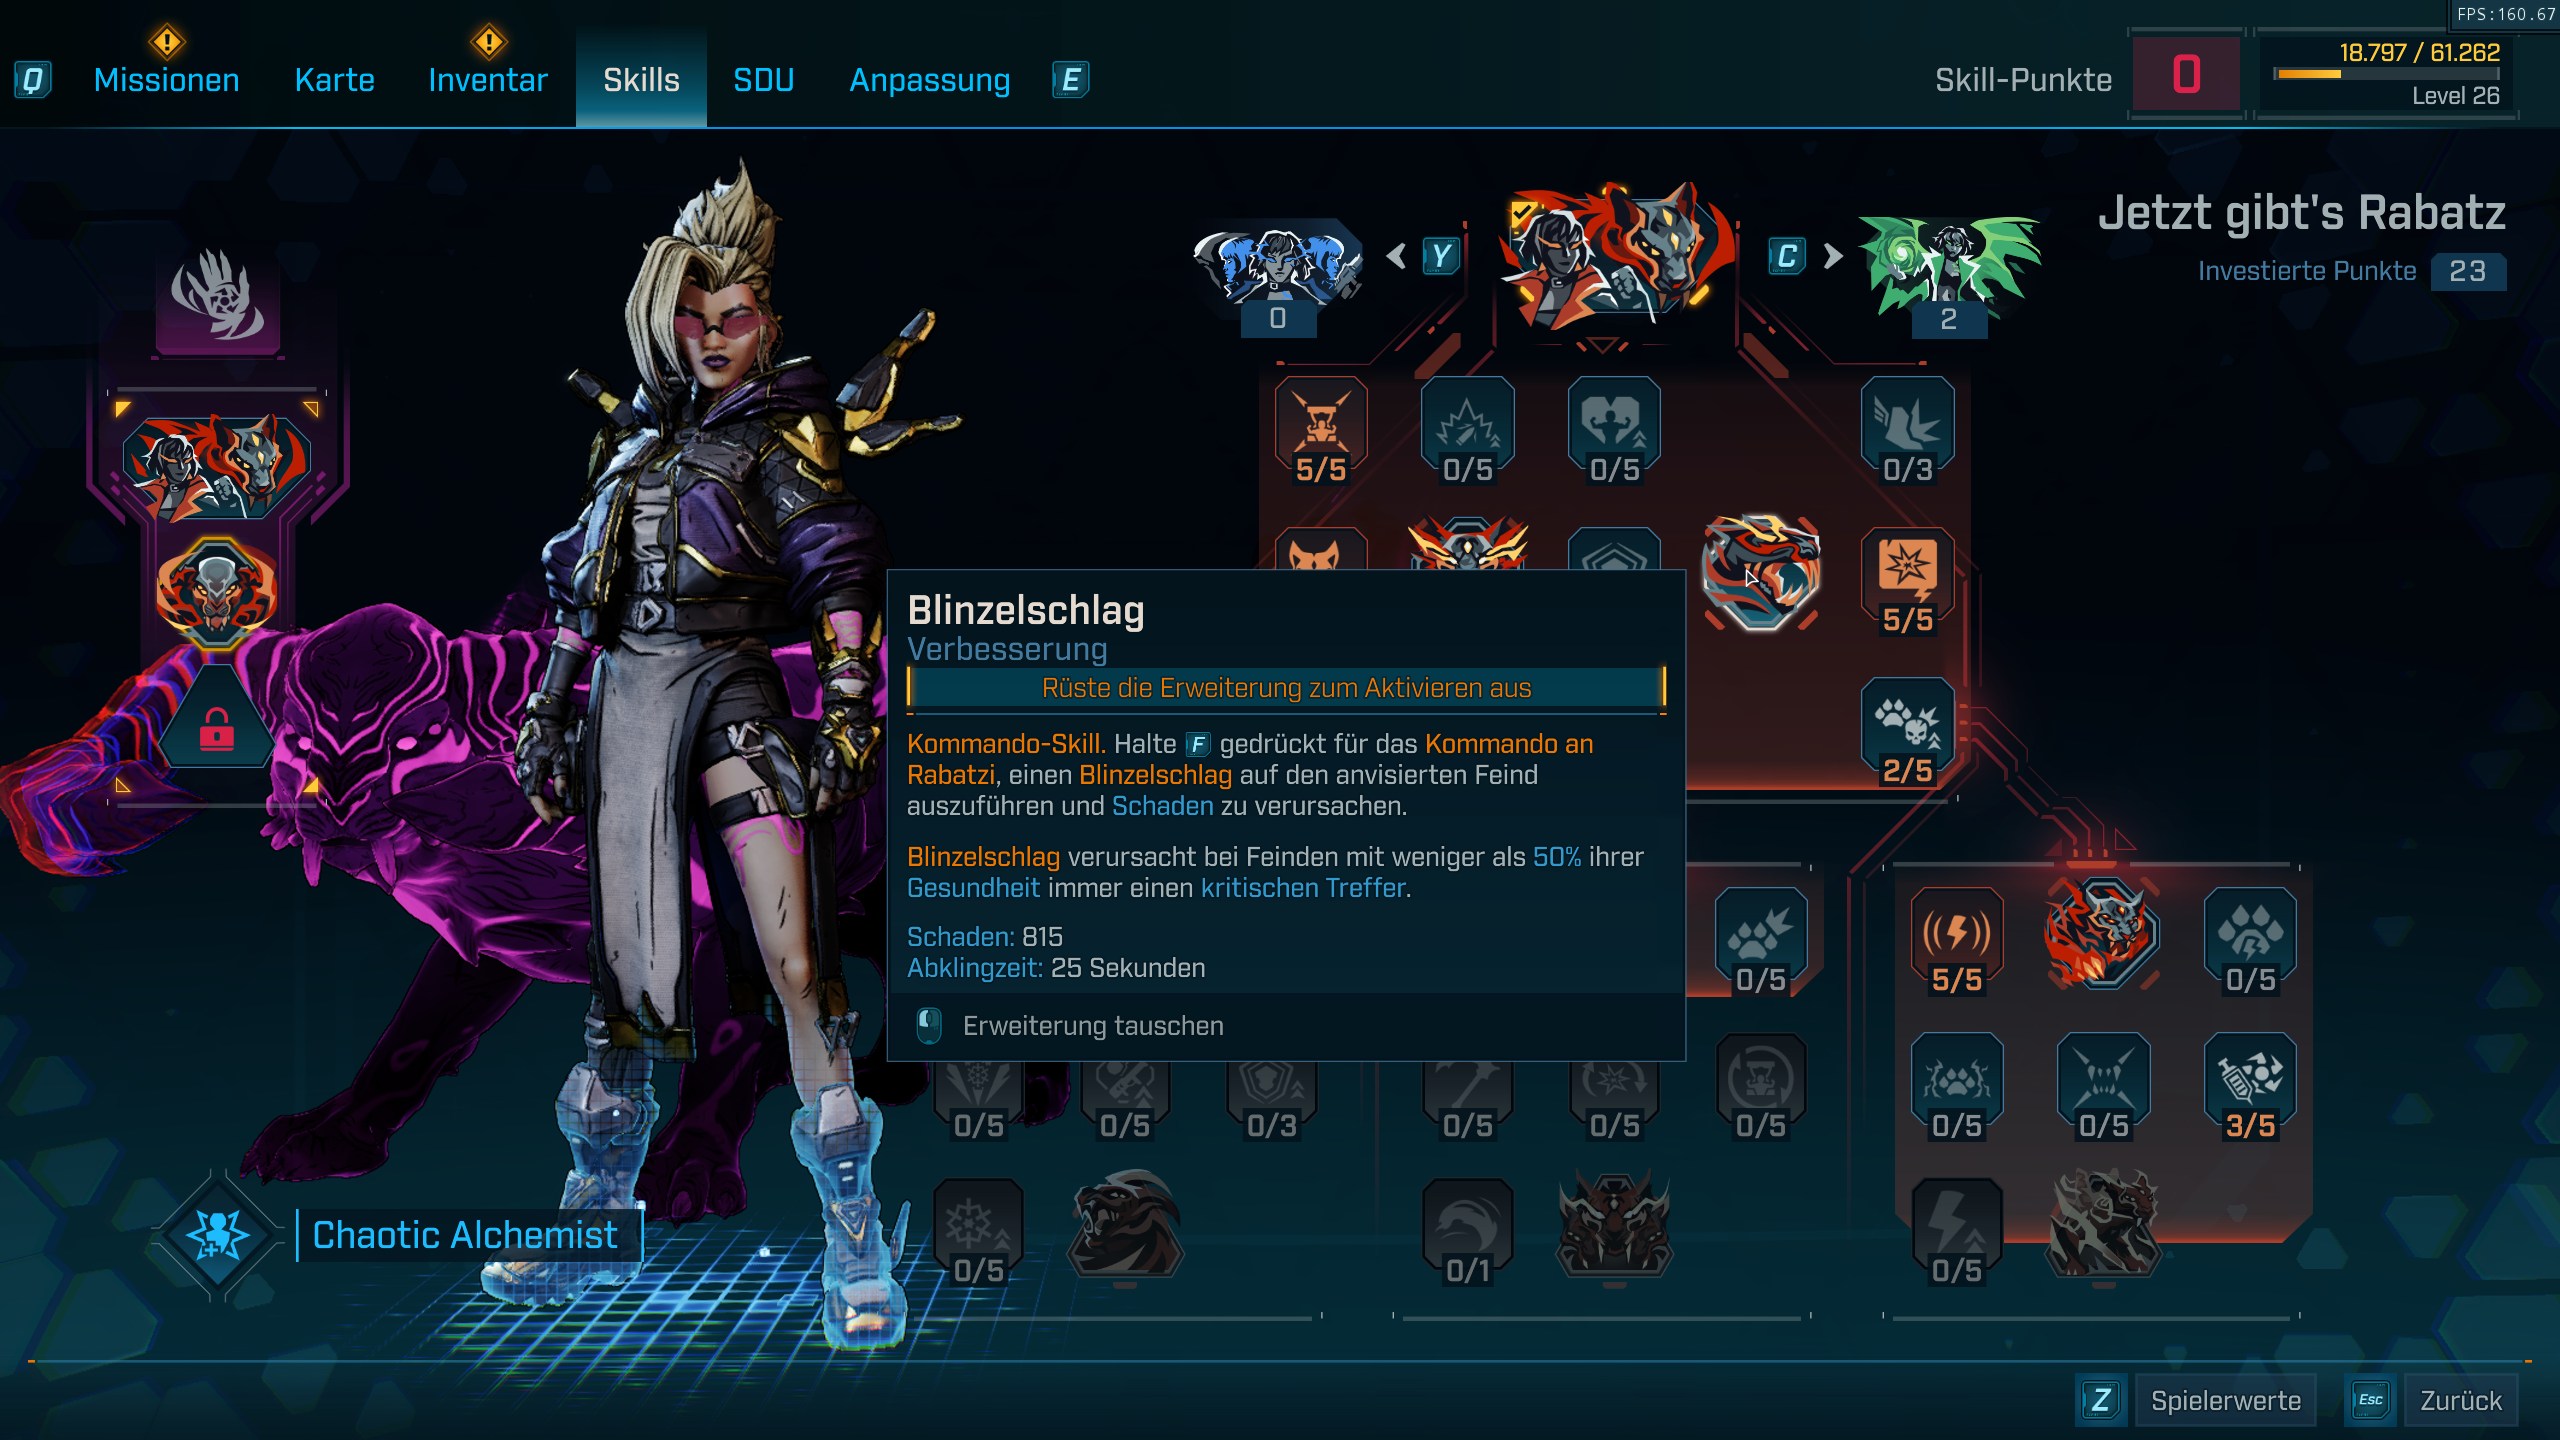 FPS:160.67
Q
Missionen
Karte
Inventar
Skills
SDU
Anpassung
E
Skill-Punkte
0
18.797 / 61.262
Level 26
Jetzt gibt's Rabatz
Investierte Punkte 23
0
Y
C
2
5/5
0/5
0/5
0/3
5/5
2/5
Blinzelschlag
Verbesserung
Rüste die Erweiterung zum Aktivieren aus
Kommando-Skill. Halte F gedrückt für das Kommando an
Rabatzi, einen Blinzelschlag auf den anvisierten Feind
auszuführen und Schaden zu verursachen.
Blinzelschlag verursacht bei Feinden mit weniger als 50% ihrer
Gesundheit immer einen kritischen Treffer.
Schaden: 815
Abklingzeit: 25 Sekunden
Erweiterung tauschen
0/5
5/5
0/5
0/5
0/5
0/3
0/5
0/5
0/5
0/5
0/5
3/5
0/5
0/1
0/5
Chaotic Alchemist
Z
Spielerwerte
Esc
Zurück